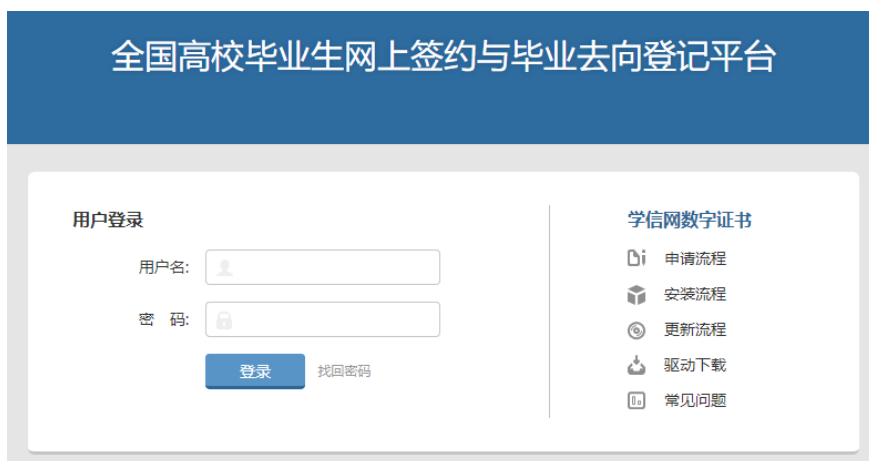 全国高校毕业生网上签约与毕业去向登记平台
用户登录
用户名:
密 码:
登录 找回密码
学信网数字证书
申请流程
安装流程
更新流程
驱动下载
常见问题